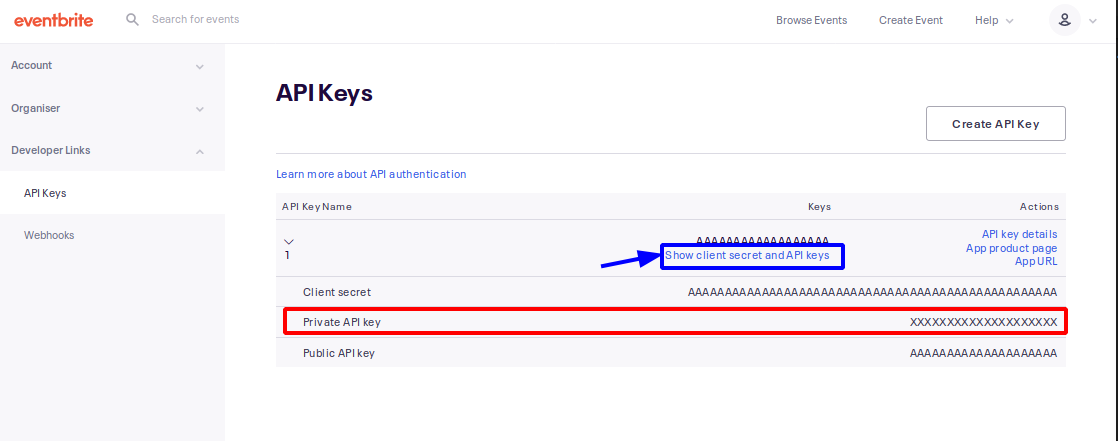 eventbrite
Search for events
Browse Events
Create Event
Help
Account
Organiser
Developer Links
API Keys
Webhooks
API Keys
Create API Key
Learn more about API authentication
API Key Name Keys Actions
1
AAAAAAAAAAAAAAAAAA
Show client secret and API keys
API key details
App product page
App URL
Client secret AAAAAAAAAAAAAAAAAAAAAAAAAAAAAAAAAAAAAAAAAAAAAAAAAA
Private API key XXXXXXXXXXXXXXXXXXXX
Public API key AAAAAAAAAAAAAAAAAAAA